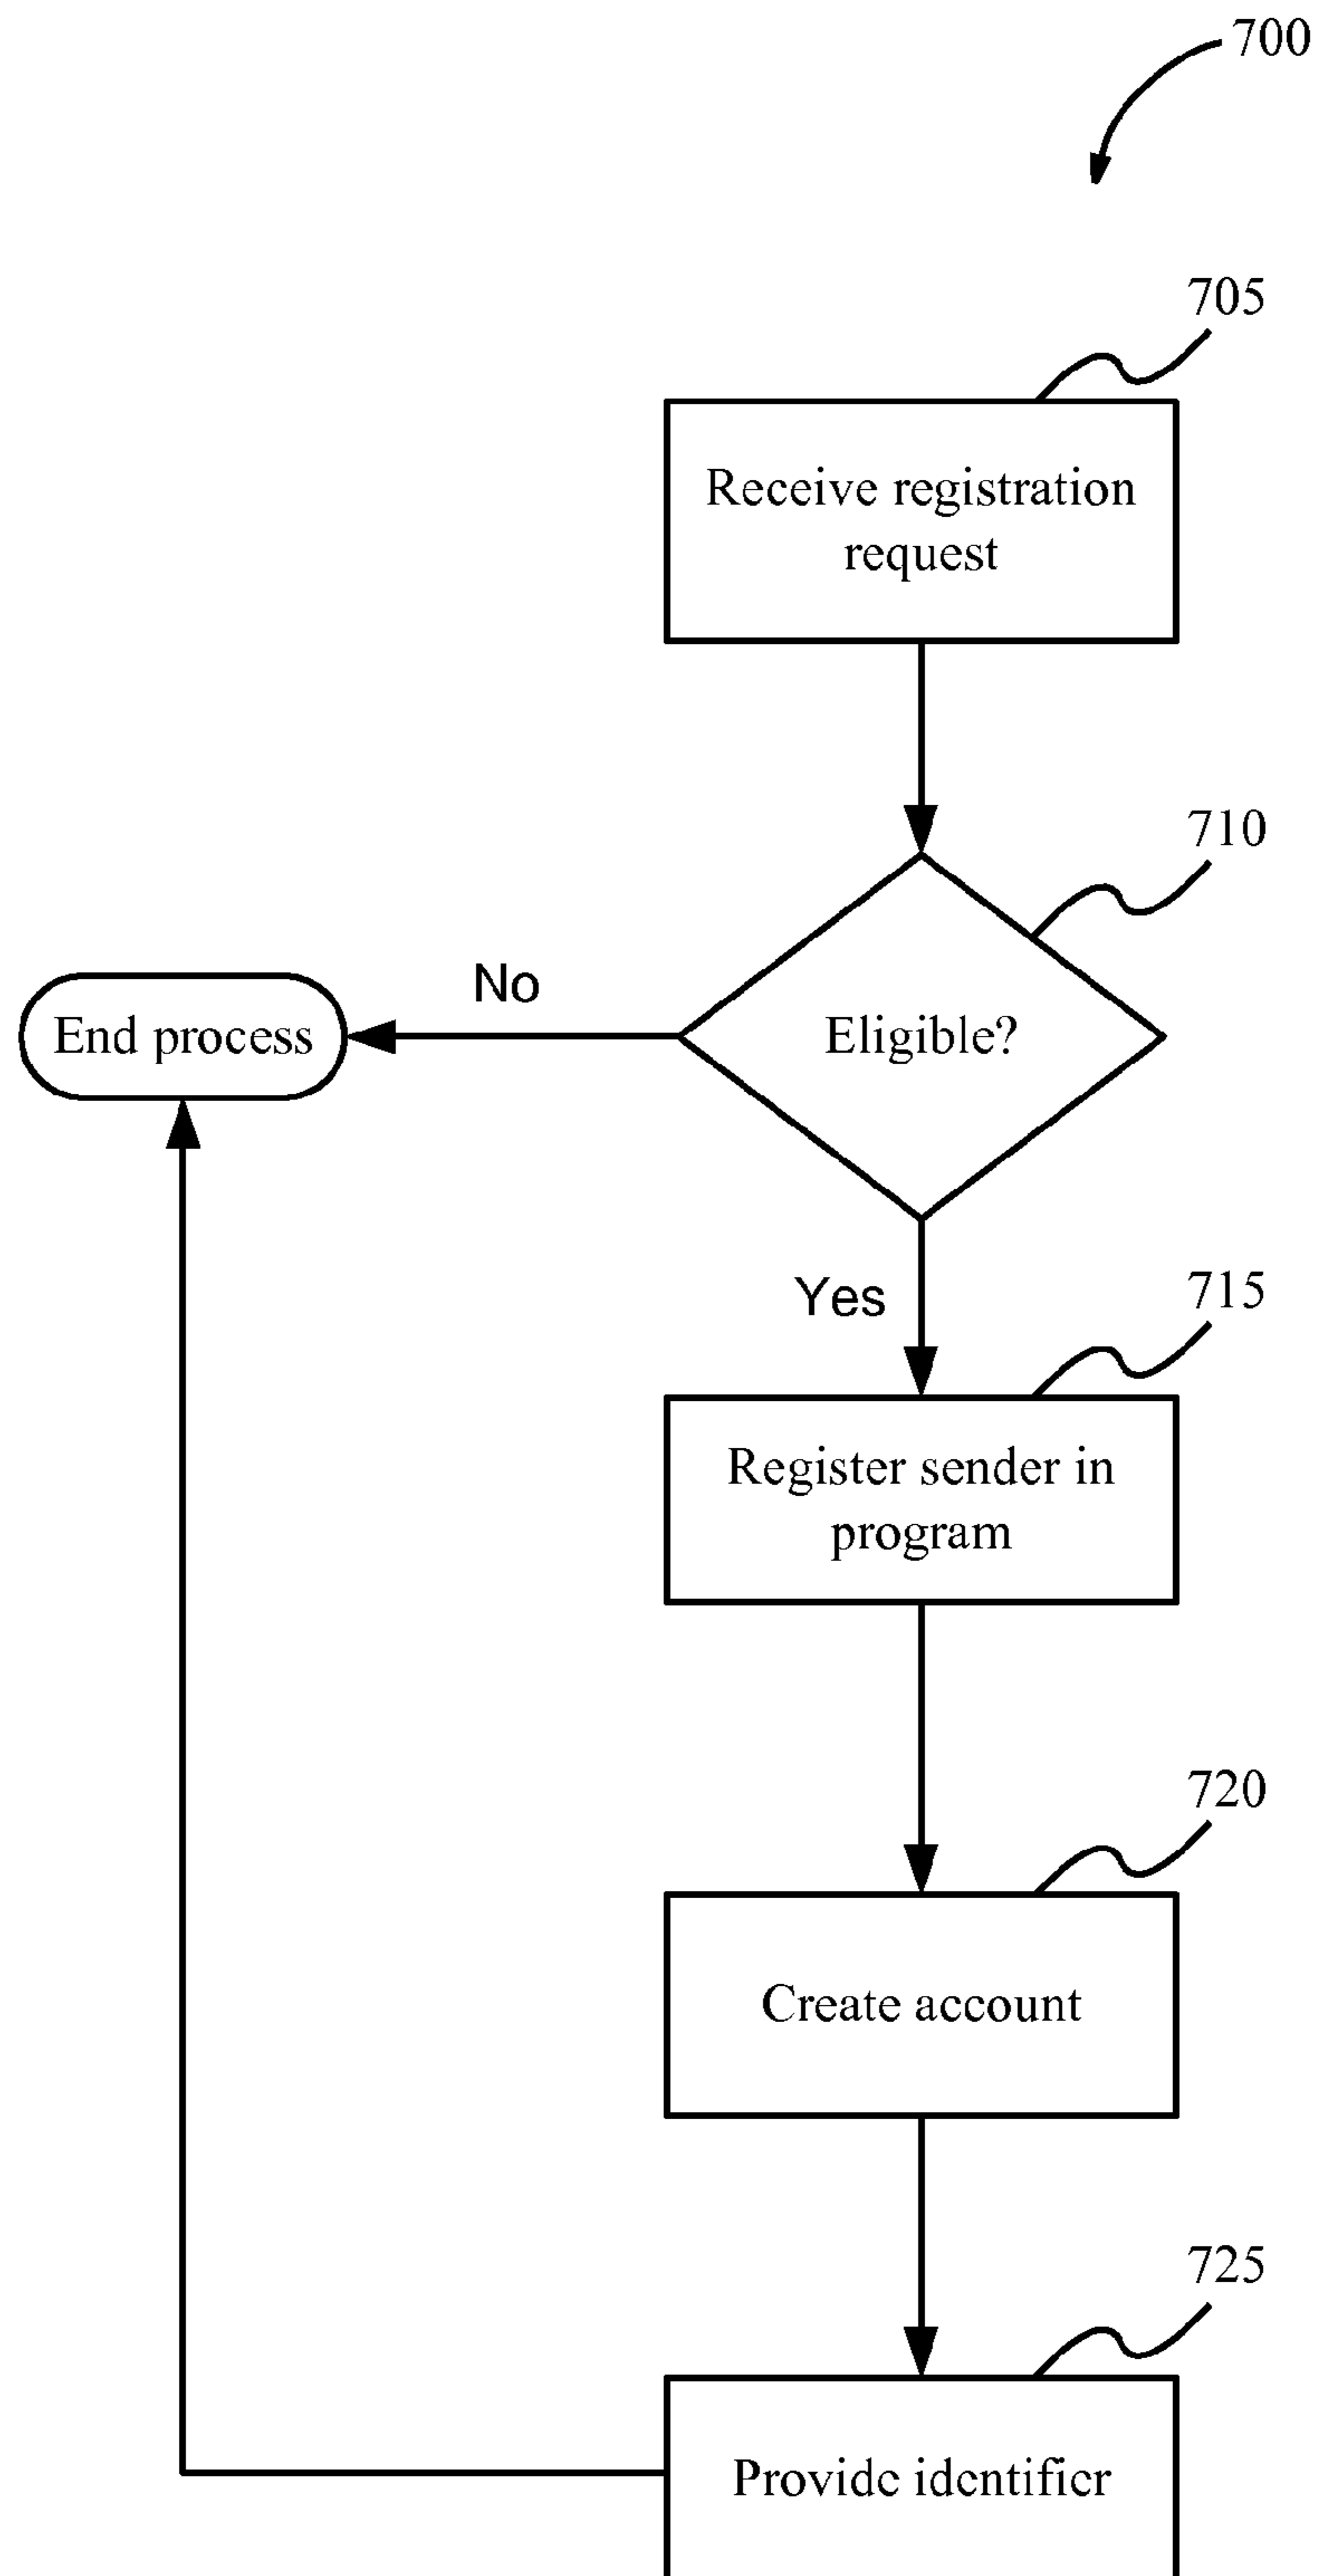 700
705
Receive registration
request
710
No
End process
Eligible?
Yes
715
Register sender in
program
720
Create account
725
Provide identifier